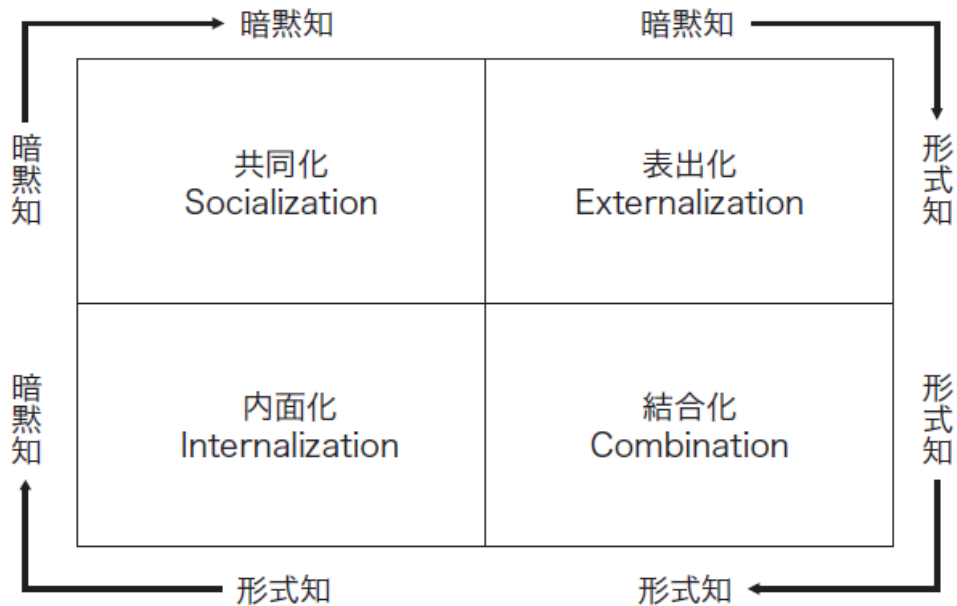 暗黙知
暗黙知
暗黙知
形式知
共同化
Socialization
表出化
Externalization
暗黙知
形式知
内面化
Internalization
結合化
Combination
形式知
形式知